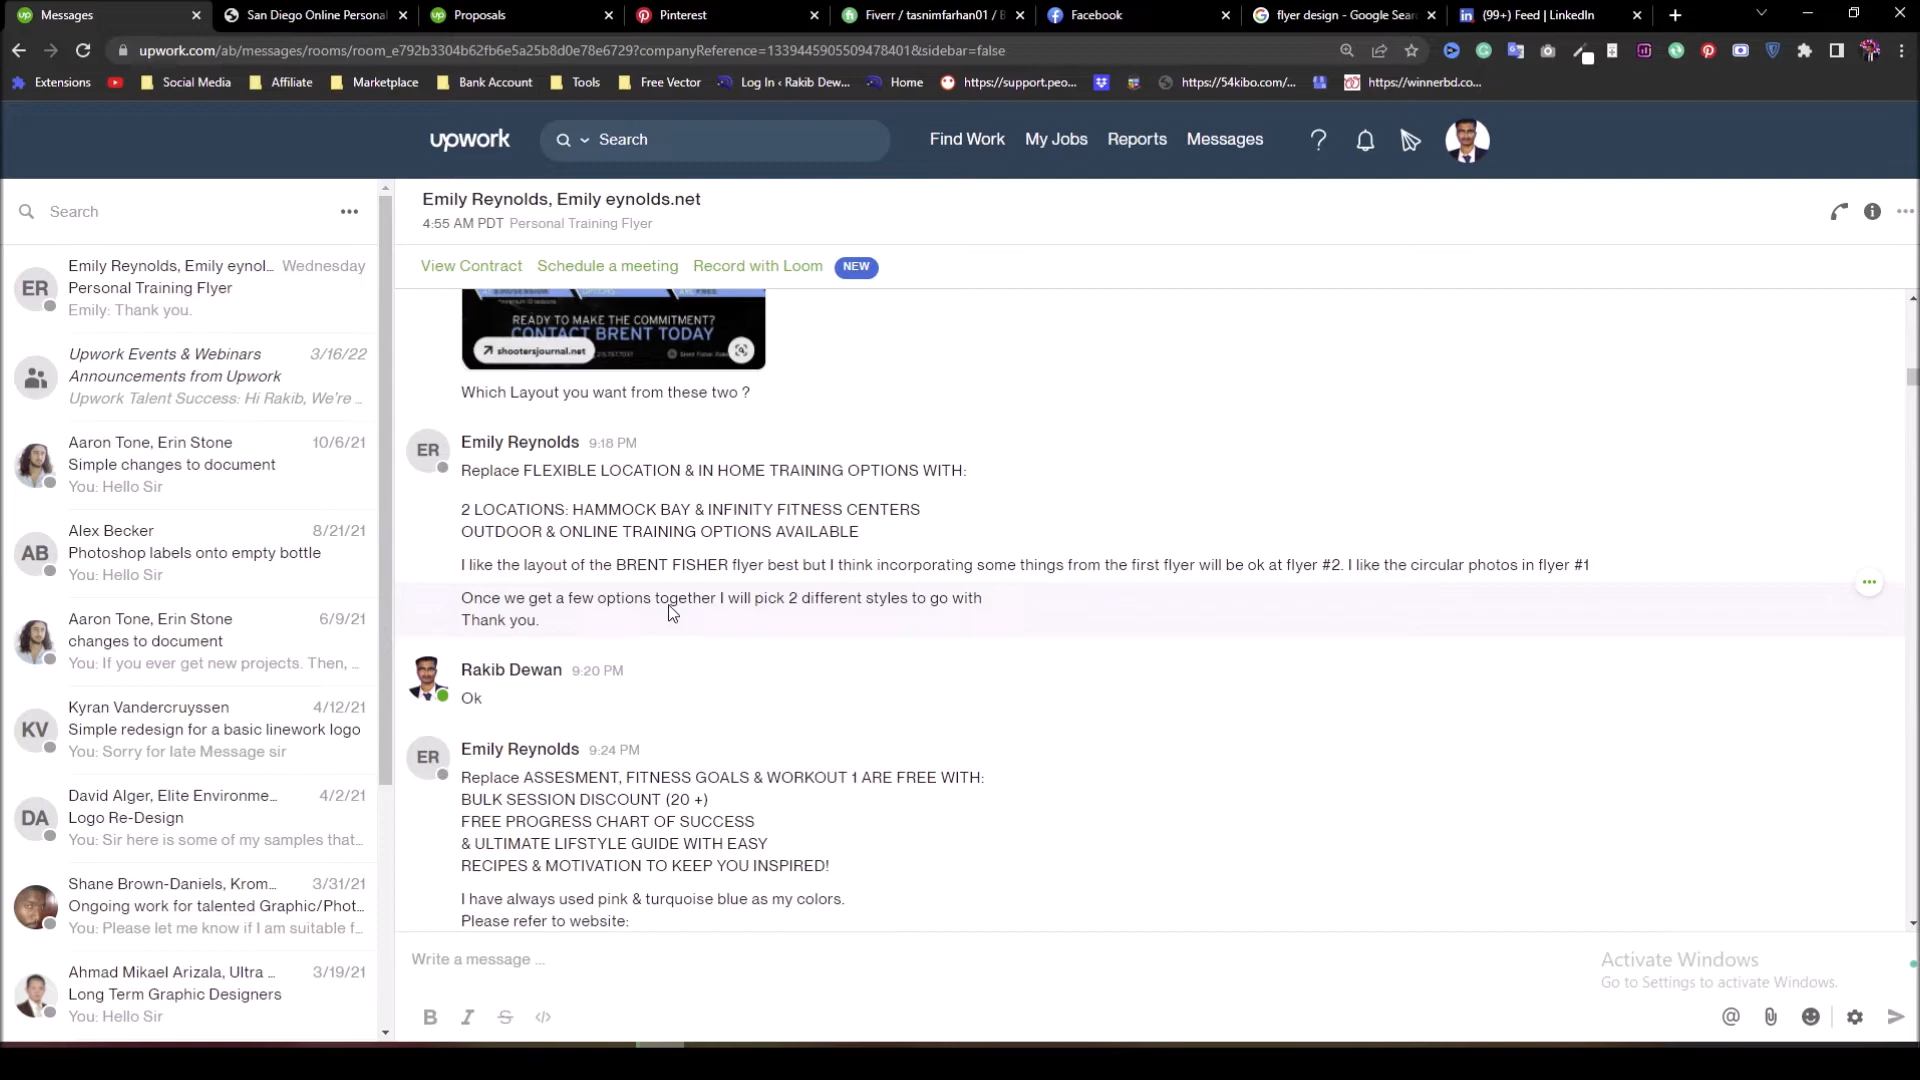 Messages
San Diego Online Personal
Proposals
Pinterest
Fiverr / tasnimfarhan01 / B
Facebook
flyer design - Google Sear
(99+) Feed | LinkedIn
upwork.com/ab/messages/rooms/room_e792b3304b62fb6e5a25b8d0e78e6729?companyReference=1339445905509478401&sidebar=false
Extensions
Social Media
Affiliate
Marketplace
Bank Account
Tools
Free Vector
Log In ‹ Rakib Dew...
Home
https://support.peo...
https://54kibo.com/...
https://winnerbd.co...
upwork
Search
Find Work
My Jobs
Reports
Messages
Search
Emily Reynolds, Emily eynol... Wednesday
Personal Training Flyer
ER
Emily: Thank you.
Upwork Events & Webinars 3/16/22
Announcements from Upwork
Upwork Talent Success: Hi Rakib, We're ...
Aaron Tone, Erin Stone 10/6/21
Simple changes to document
You: Hello Sir
Alex Becker 8/21/21
AB
Photoshop labels onto empty bottle
You: Hello Sir
Aaron Tone, Erin Stone 6/9/21
changes to document
You: If you ever get new projects. Then, ...
Kyran Vandercruyssen 4/12/21
KV
Simple redesign for a basic linework logo
You: Sorry for late Message sir
David Alger, Elite Environme... 4/2/21
DA
Logo Re-Design
You: Sir here is some of my samples that...
Shane Brown-Daniels, Krom... 3/31/21
Ongoing work for talented Graphic/Phot...
You: Please let me know if I am suitable f...
Ahmad Mikael Arizala, Ultra ... 3/19/21
Long Term Graphic Designers
You: Hello Sir
Emily Reynolds, Emily eynolds.net
4:55 AM PDT Personal Training Flyer
View Contract
Schedule a meeting
Record with Loom
NEW
READY TO MAKE THE COMMITMENT?
CONTACT BRENT TODAY
shootersjournal.net
Which Layout you want from these two ?
ER
Emily Reynolds 9:18 PM
Replace FLEXIBLE LOCATION & IN HOME TRAINING OPTIONS WITH:
2 LOCATIONS: HAMMOCK BAY & INFINITY FITNESS CENTERS
OUTDOOR & ONLINE TRAINING OPTIONS AVAILABLE
I like the layout of the BRENT FISHER flyer best but I think incorporating some things from the first flyer will be ok at flyer #2. I like the circular photos in flyer #1
Once we get a few options together I will pick 2 different styles to go with
Thank you.
Rakib Dewan 9:20 PM
Ok
ER
Emily Reynolds 9:24 PM
Replace ASSESMENT, FITNESS GOALS & WORKOUT 1 ARE FREE WITH:
BULK SESSION DISCOUNT (20 +)
FREE PROGRESS CHART OF SUCCESS
& ULTIMATE LIFSTYLE GUIDE WITH EASY
RECIPES & MOTIVATION TO KEEP YOU INSPIRED!
I have always used pink & turquoise blue as my colors.
Please refer to website:
Write a message ...
Activate Windows
Go to Settings to activate Windows.